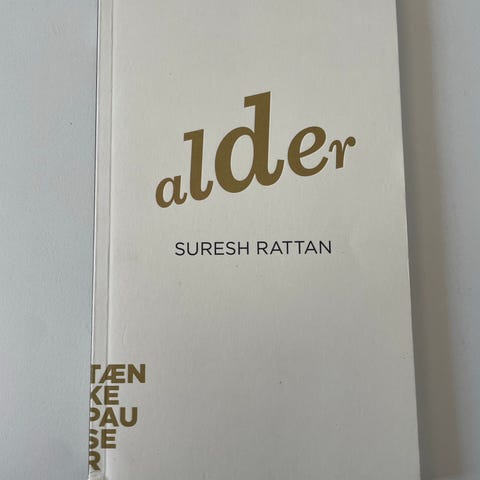 alder
SURESH RATTAN
TÆN
KE
PAU
SE
R